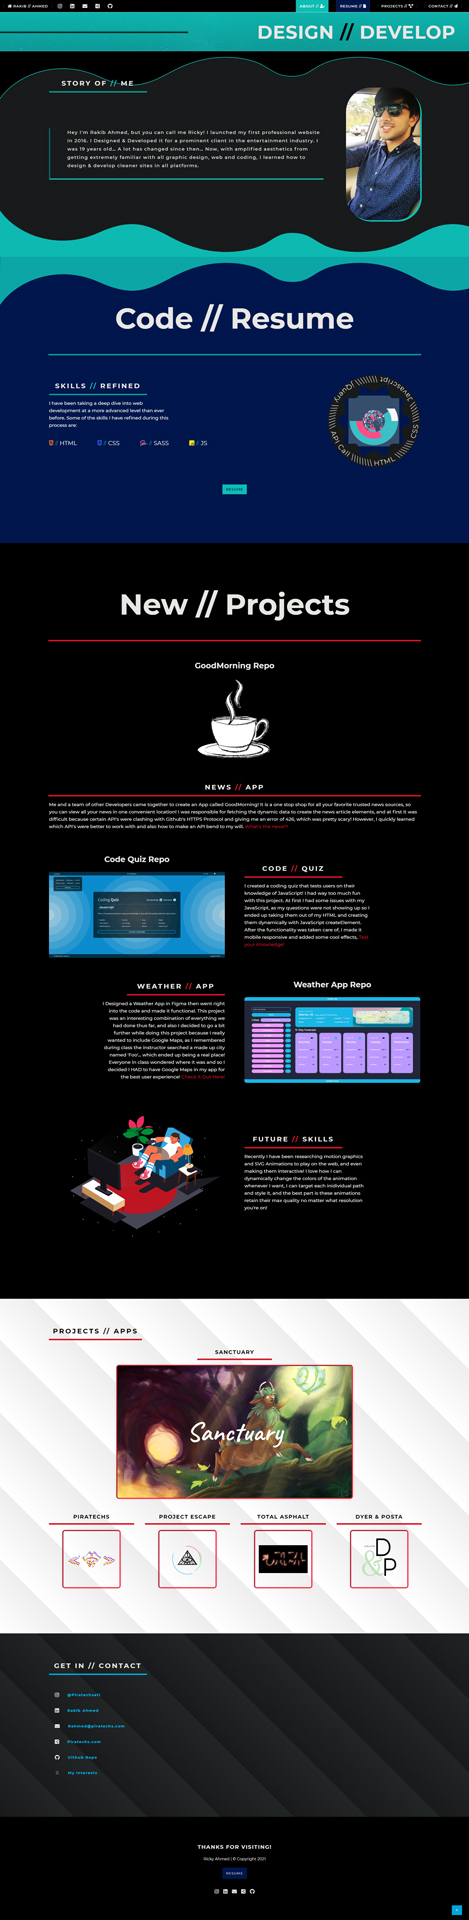 RAKIB // AHMED
ABOUT //
RESUME //
PROJECTS //
CONTACT //
DESIGN // DEVELOP
STORY OF // ME
Hey I'm Rakib Ahmed, but you can call me Ricky! I launched my first professional website
in 2016. I Designed & Developed it for a prominent client in the entertainment industry. I
was 19 years old... A lot has changed since then... Now, with amplified aesthetics from
getting extremely familiar with all graphic design, web and coding, I learned how to
design & develop cleaner sites in all platforms.
Code // Resume
SKILLS // REFINED
I have been taking a deep dive into web
development at a more advanced level than ever
before. Some of the skills I have refined during this
process are:
// HTML
// CSS
// SASS
// JS
jQuery
Javascript
CSS
HTML
API Call
RESUME
New // Projects
GoodMorning Repo
NEWS // APP
Me and a team of other Developers came together to create an App called GoodMorning! It is a one stop shop for all your favorite trusted news sources, so
you can view all your news in one convenient location! I was responsible for fetching the dynamic data to create the news article elements, and at first it was
difficult because certain API's were clashing with Github's HTTPS Protocol and giving me an error of 426, which was pretty scary! However, I quickly learned
which API's were better to work with and also how to make an API bend to my will. What's the news!?
Code Quiz Repo
Coding Quiz
CODE // QUIZ
I created a coding quiz that tests users on their
knowledge of JavaScript! I had way too much fun
with this project. At first I had some issues with my
JavaScript, as my questions were not showing up so I
ended up taking them out of my HTML and creating
them dynamically with JavaScript createElement.
After the functionality was taken care of, I made it
mobile responsive and added some cool effects, Test
your knowledge!
WEATHER // APP
I Designed a Weather App in Figma then went right
into the code and made it functional. This project
was an interesting combination of everything we
had done thus far, and also I decided to go a bit
further while doing this project because I really
wanted to include Google Maps, as I remembered
during class the instructor searched a made up city
named 'Foo'... which ended up being a real place!
Everyone in class wondered where it was and so I
decided I HAD to have Google Maps in my app for
the best user experience! Check It Out Here!
Weather App Repo
FUTURE // SKILLS
Recently I have been researching motion graphics
and SVG Animations to play on the web, and even
making them interactive! I love how I can
dynamically change the colors of the animation
whenever I want, I can target each inidividual path
and style it, and the best part is these animations
retain their max quality no matter what resolution
you're on!
PROJECTS // APPS
SANCTUARY
Sanctuary
PIRATECHS
PROJECT ESCAPE
TOTAL ASPHALT
DYER & POSTA
D
&P
GET IN // CONTACT
@Piratechsatl
Rakib Ahmed
Rahmed@piratechs.com
Piratechs.com
Github Repo
My Interests
THANKS FOR VISITING!
Ricky Ahmed | © Copyright 2021
RESUME